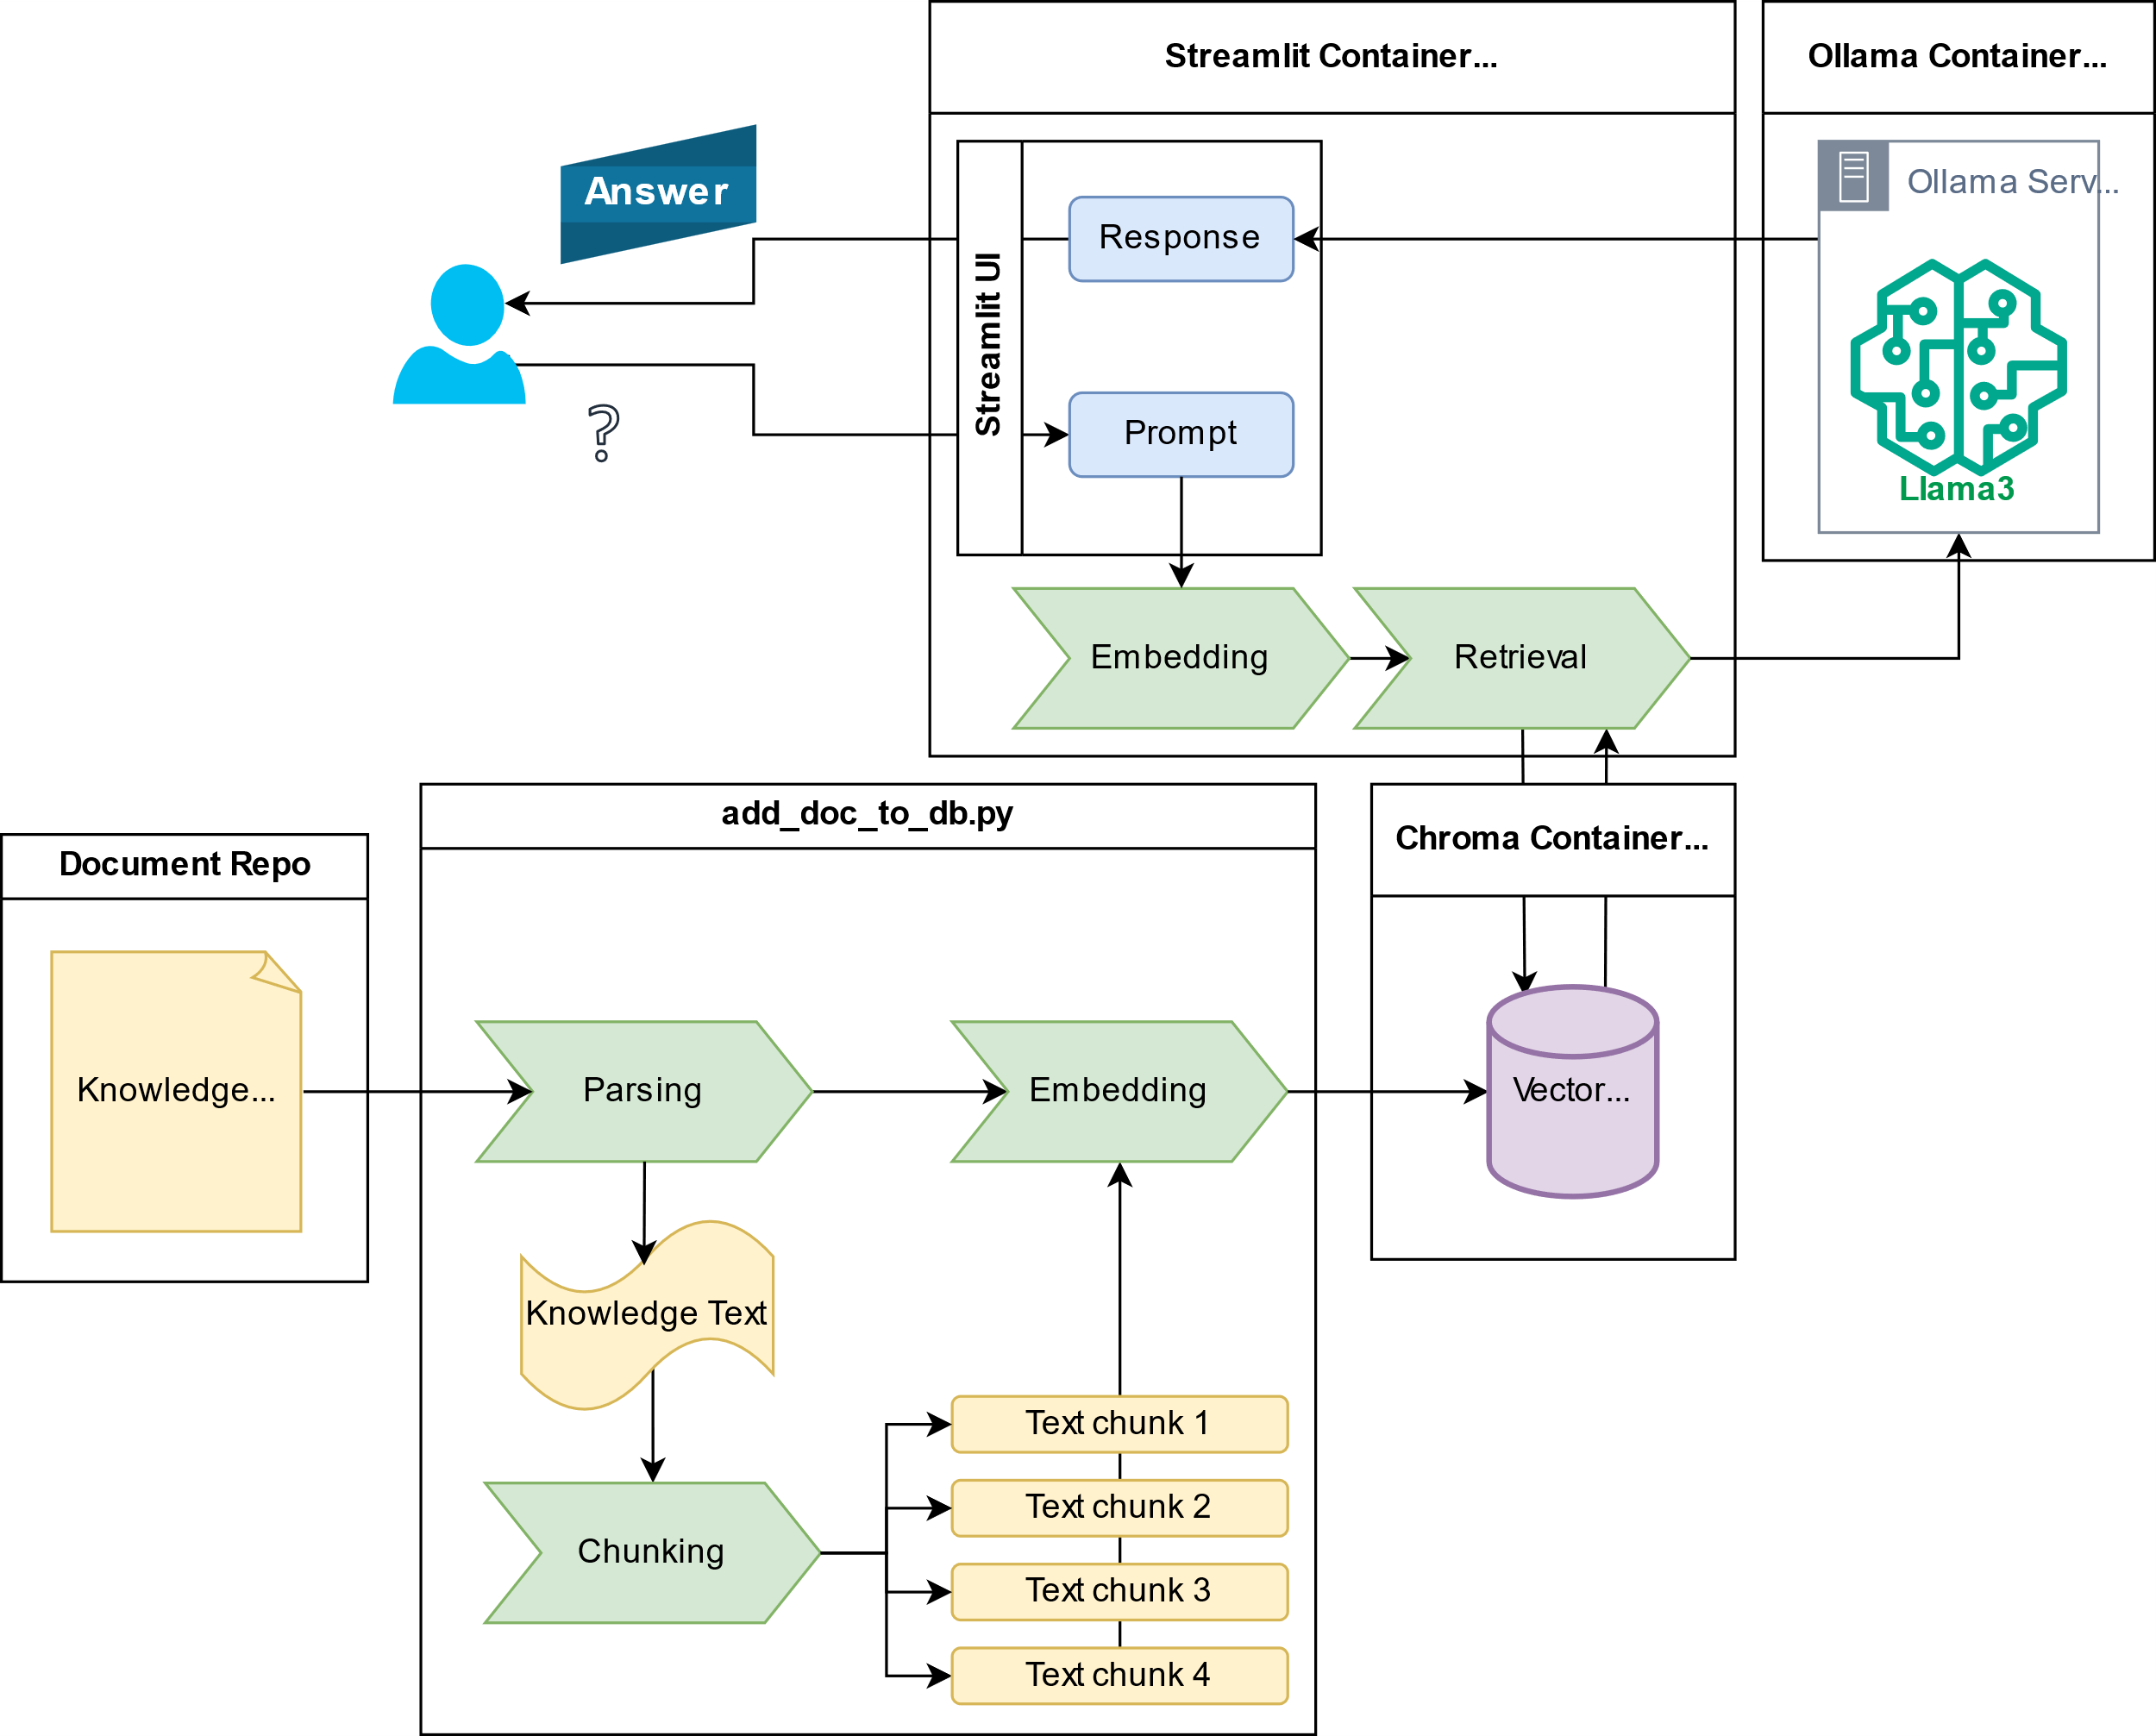 Streamlit Container...
Ollama Container...
Answer
Ollama Serv...
Response
Streamlit UI
?
Prompt
Llama3
Embedding
Retrieval
add_doc_to_db.py
Chroma Container...
Document Repo
Knowledge...
Parsing
Embedding
Vector...
Knowledge Text
Text chunk 1
Text chunk 2
Chunking
Text chunk 3
Text chunk 4